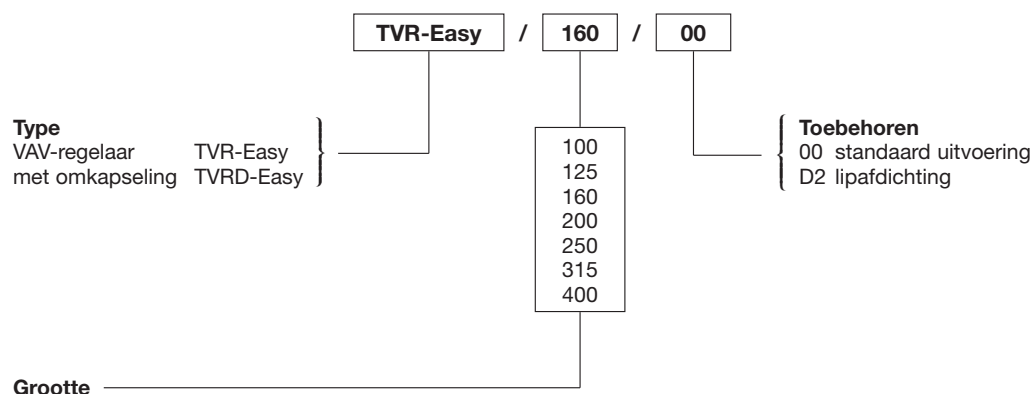 TVR-Easy / 160 / 00
Type
VAV-regelaar TVR-Easy
met omkapseling TVRD-Easy
100
125
160
200
250
315
400
Toebehoren
00 standaard uitvoering
D2 lipafdichting
Grootte